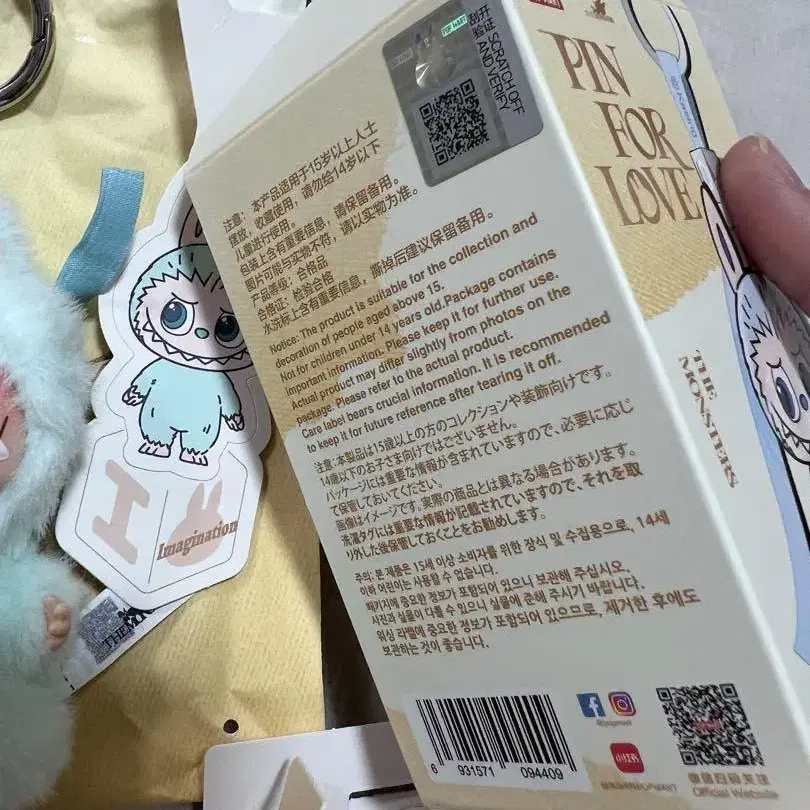 POP MART
刮开
验证
SCRATCH OFF
AND VERIFY
PIN
FOR
LOVE
THE
MONSTERS
注意：本产品适用于15岁以上人士
摆放、收藏使用，请勿给14岁以下
儿童进行使用。
包装上含有重要信息，请保留备用。
图片可能与实物不符，请以实物为准。
产品等级：合格品
合格证：检验合格
水洗标上含有重要信息，撕掉后建议保留备用。
Notice: The product is suitable for the collection and
decoration of people aged above 15.
Not for children under 14 years old.Package contains
important information. Please keep it for further use.
Actual product may differ slightly from photos on the
package. Please refer to the actual product.
Care label bears crucial information. It is recommended
to keep it for future reference after tearing it off.
注意:本製品は15歳以上の方のコレクションや装飾向けです。
14歳以下のお子さま向けではございません。
パッケージには重要な情報が含まれていますので、必要に応じ
て保管しておいてください。
画像はイメージです。実際の商品とは異なる場合があります。
洗濯タグには重要な情報が記載されていますので、それを取
り外した後保管しておくことをお勧めします。
주의: 본 제품은 15세 이상 소비자를 위한 장식 및 수집용으로, 14세
이하 어린이는 사용할 수 없습니다.
패키지에 중요한 정보가 포함되어 있으니 보관해 주십시오.
사진과 실물이 다를 수 있으니 실물에 준해 주시기 바랍니다.
워싱 라벨에 중요한 정보가 포함되어 있으므로, 제거한 후에도
보관하는 것이 좋습니다.
6 931571 094409
小红书
Official Website
I
Imagination